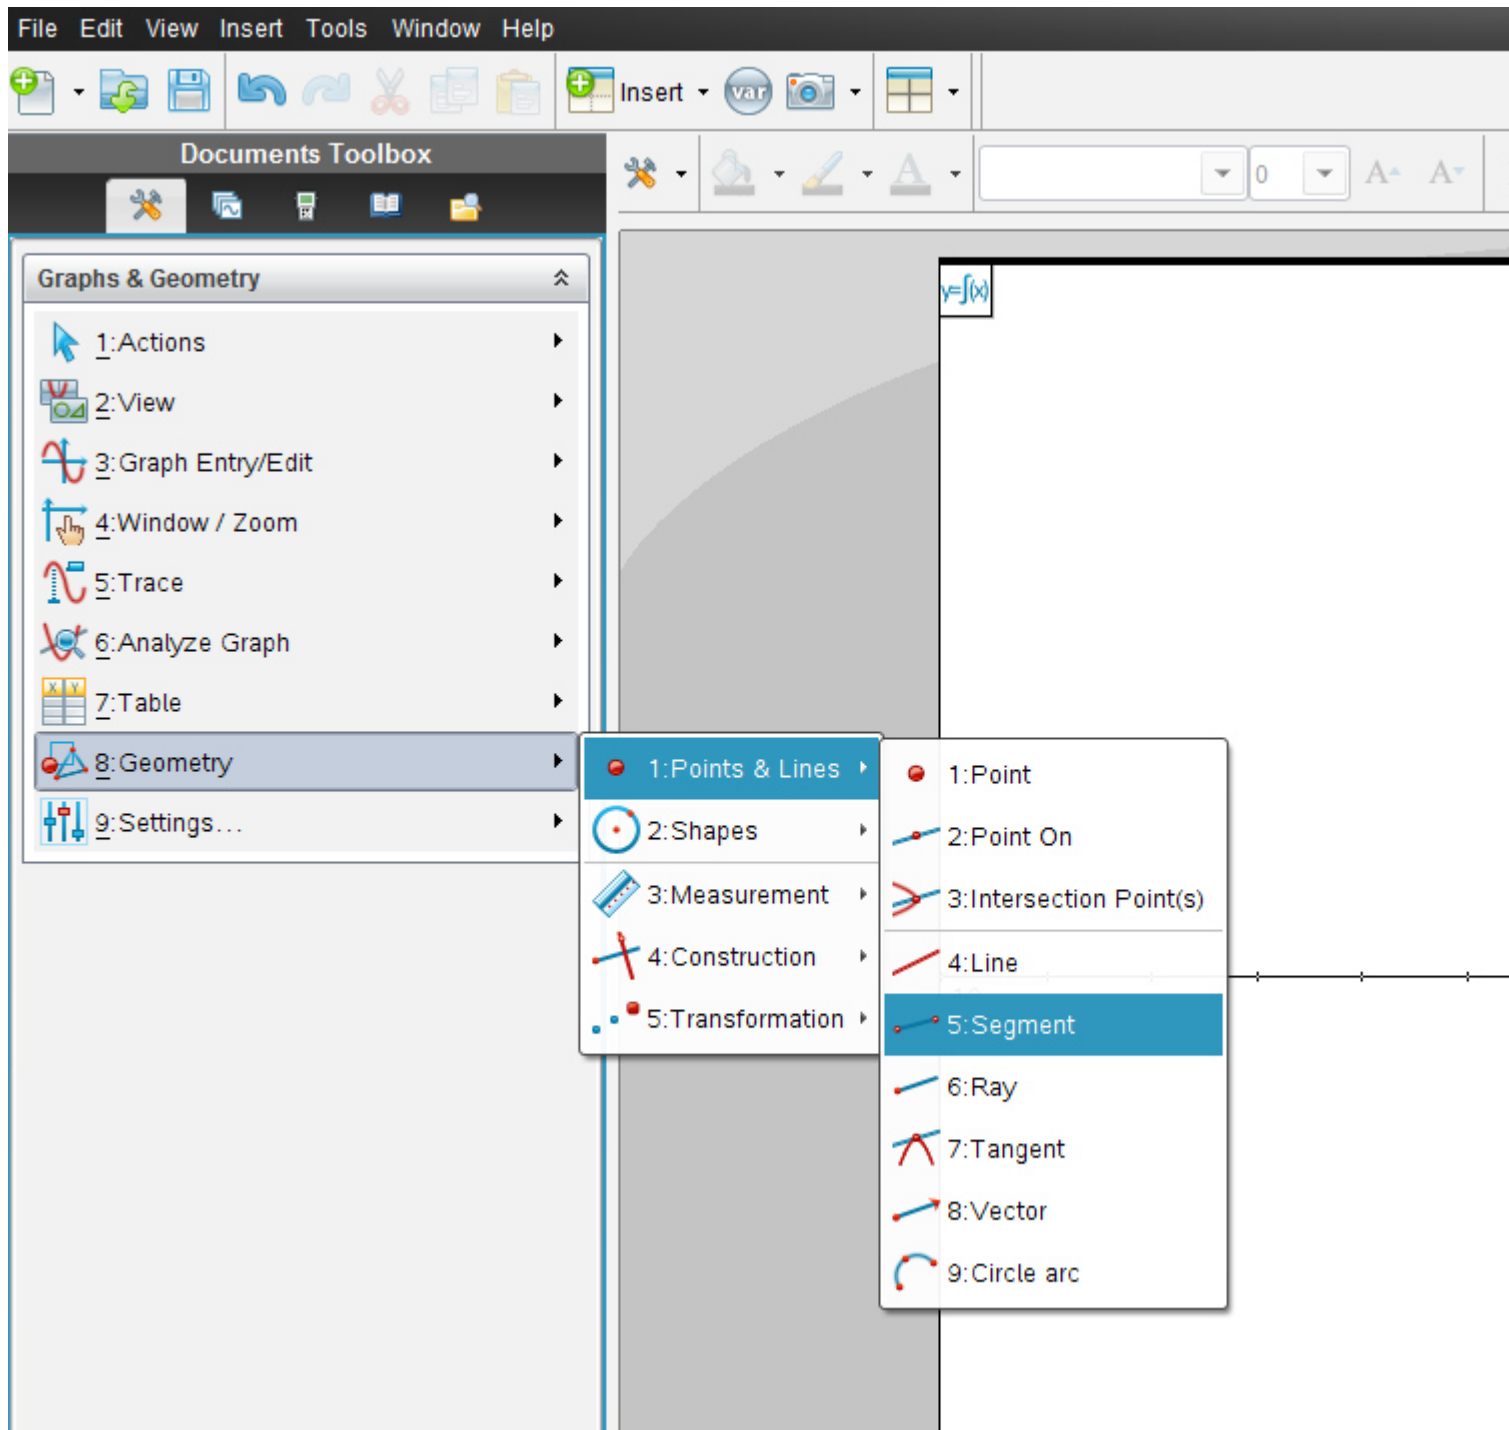 File Edit View Insert Tools Window Help
Insert var
Documents Toolbox
0 A A A
Graphs & Geometry
y=∫(x)
1:Actions
2:View
3:Graph Entry/Edit
4:Window / Zoom
5:Trace
6:Analyze Graph
X Y
7:Table
8:Geometry
9:Settings...
1:Points & Lines
2:Shapes
3:Measurement
4:Construction
5:Transformation
1:Point
2:Point On
3:Intersection Point(s)
4:Line
5:Segment
6:Ray
7:Tangent
8:Vector
9:Circle arc